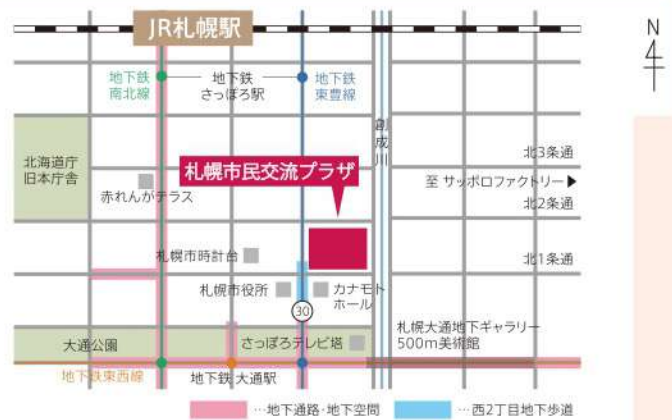 JR札幌駅
N
地下鉄
南北線
地下鉄
さっぽろ駅
地下鉄
東豊線
創成川
北海道庁
旧本庁舎
赤れんがテラス
札幌市民交流プラザ
北3条通
至 サッポロファクトリー▶
北2条通
札幌市時計台
北1条通
札幌市役所
カナモト
ホール
30
大通公園
さっぽろテレビ塔
札幌大通地下ギャラリー
500m美術館
地下鉄東西線
地下鉄 大通駅
…地下通路・地下空間
…西2丁目地下歩道